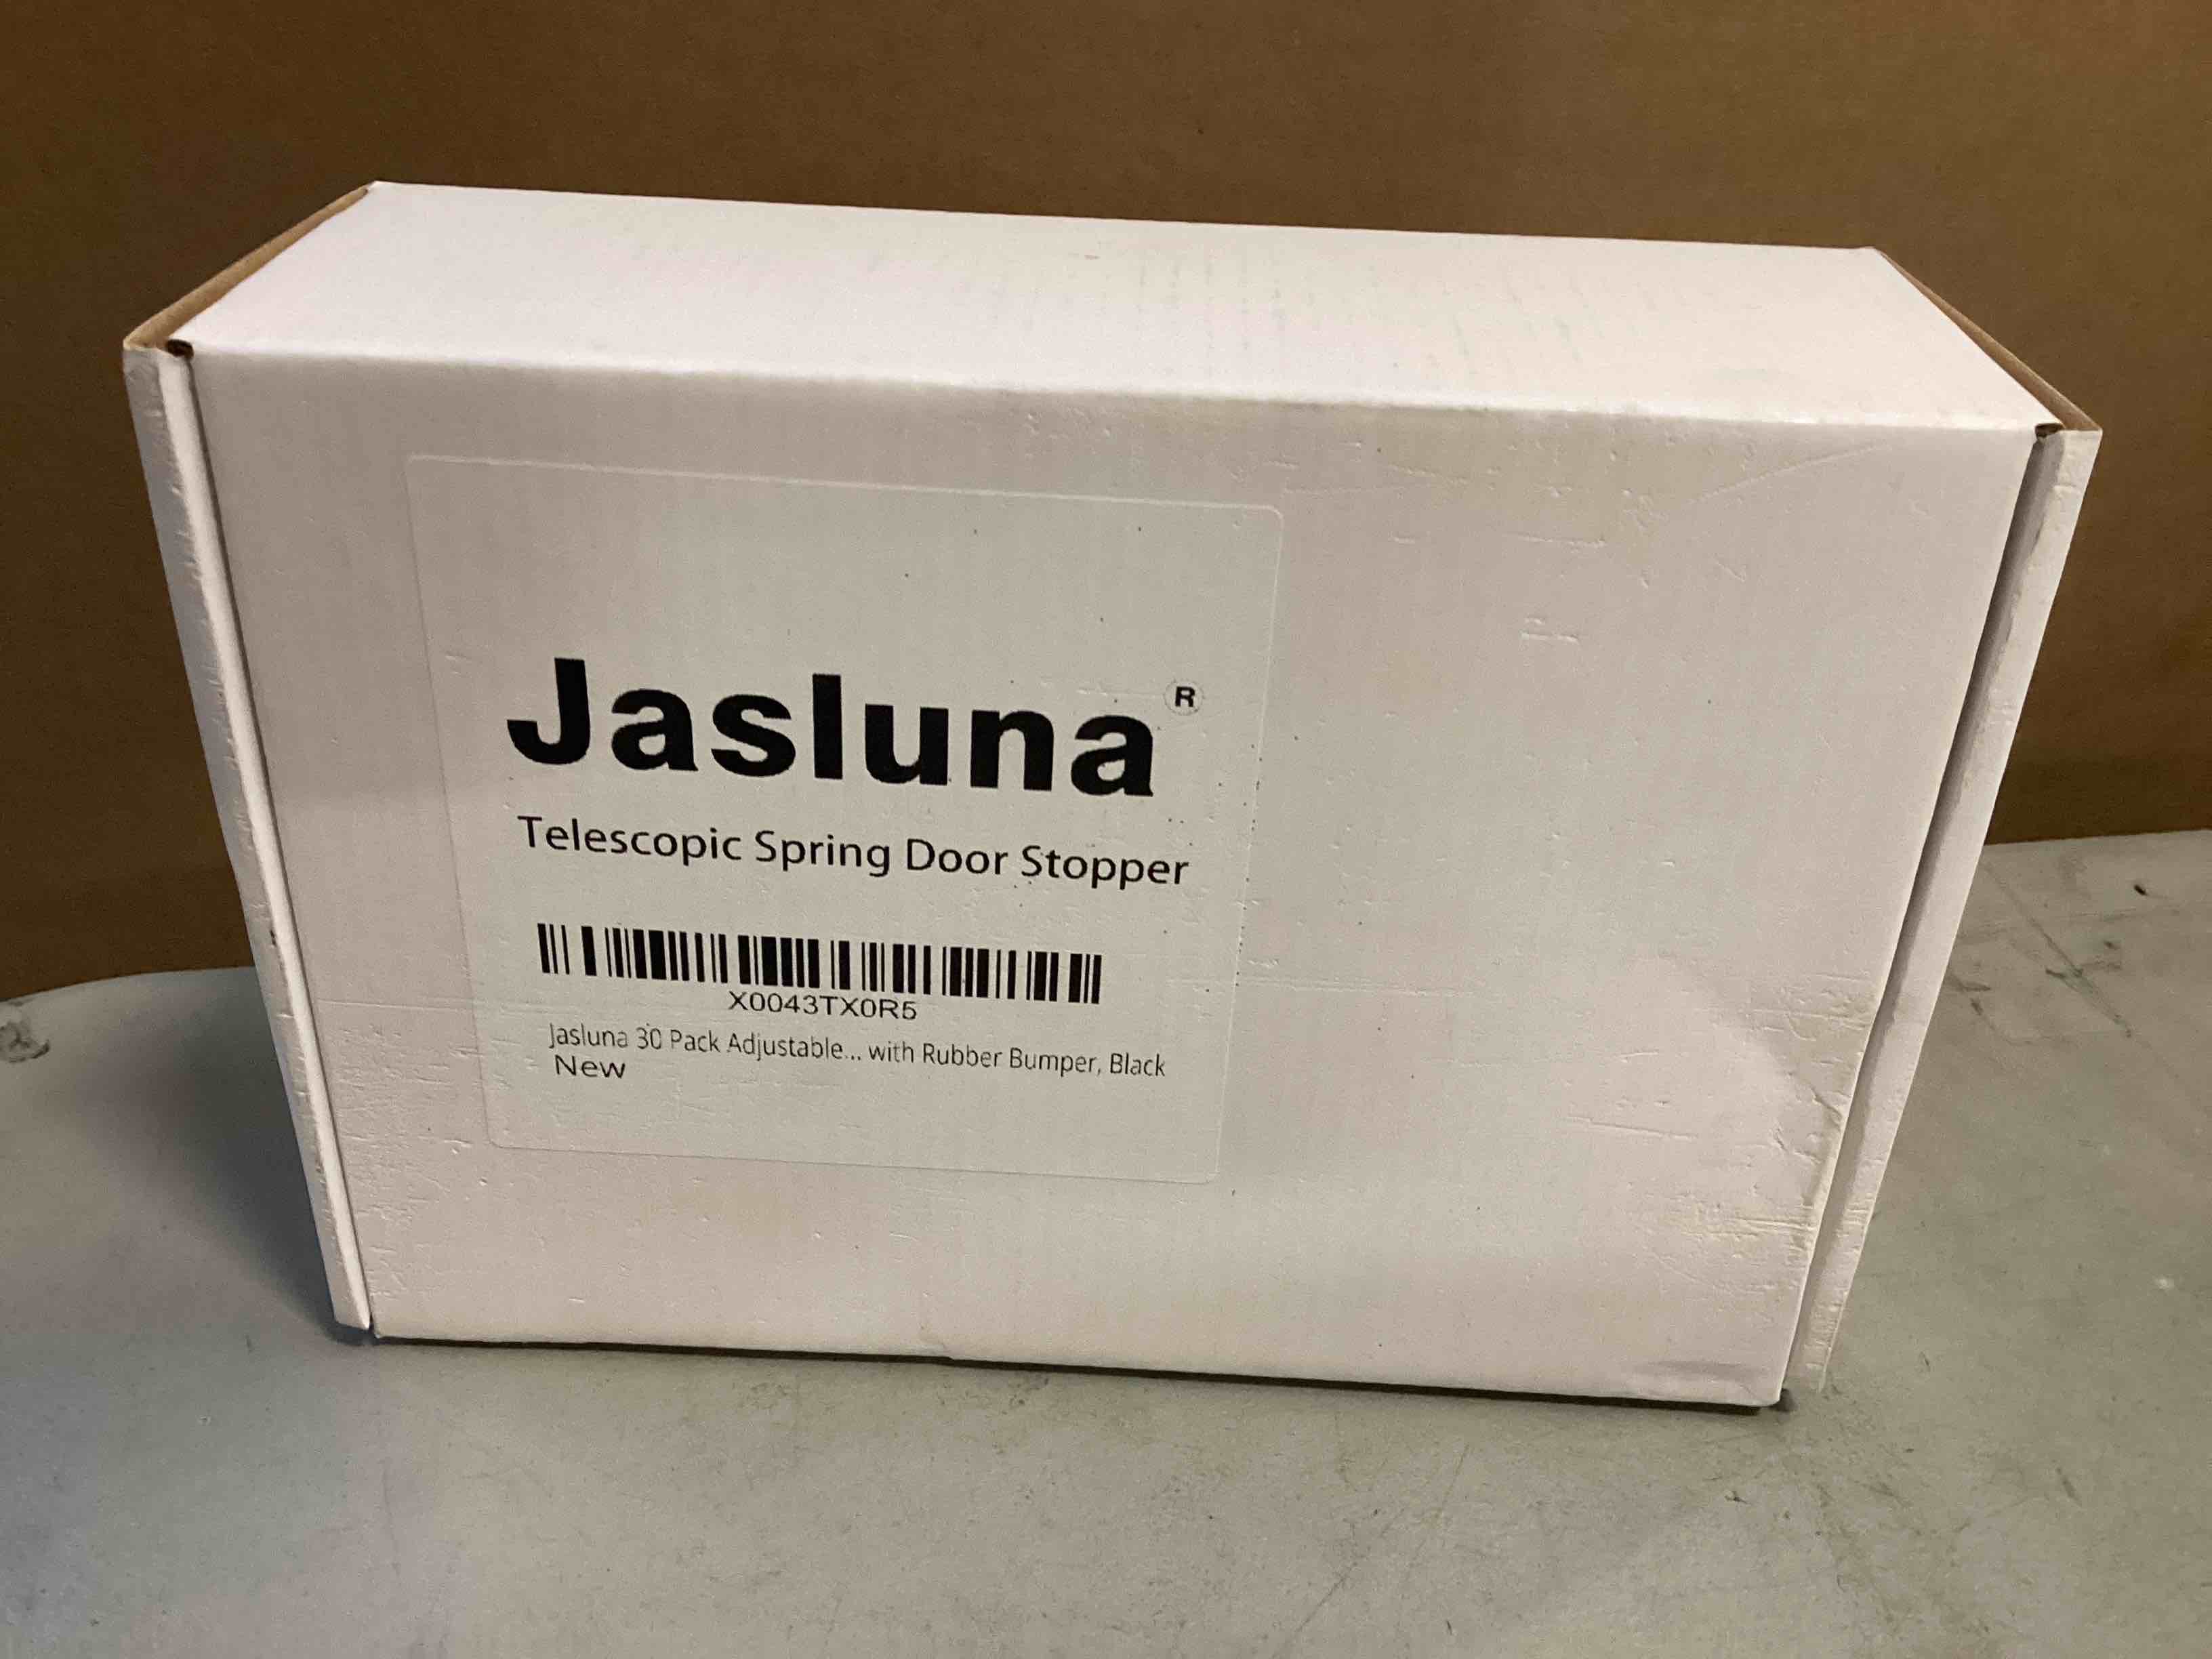 Jasluna®
Telescopic Spring Door Stopper
X0043TX0R5
Jasluna 30 Pack Adjustable... with Rubber Bumper, Black
New